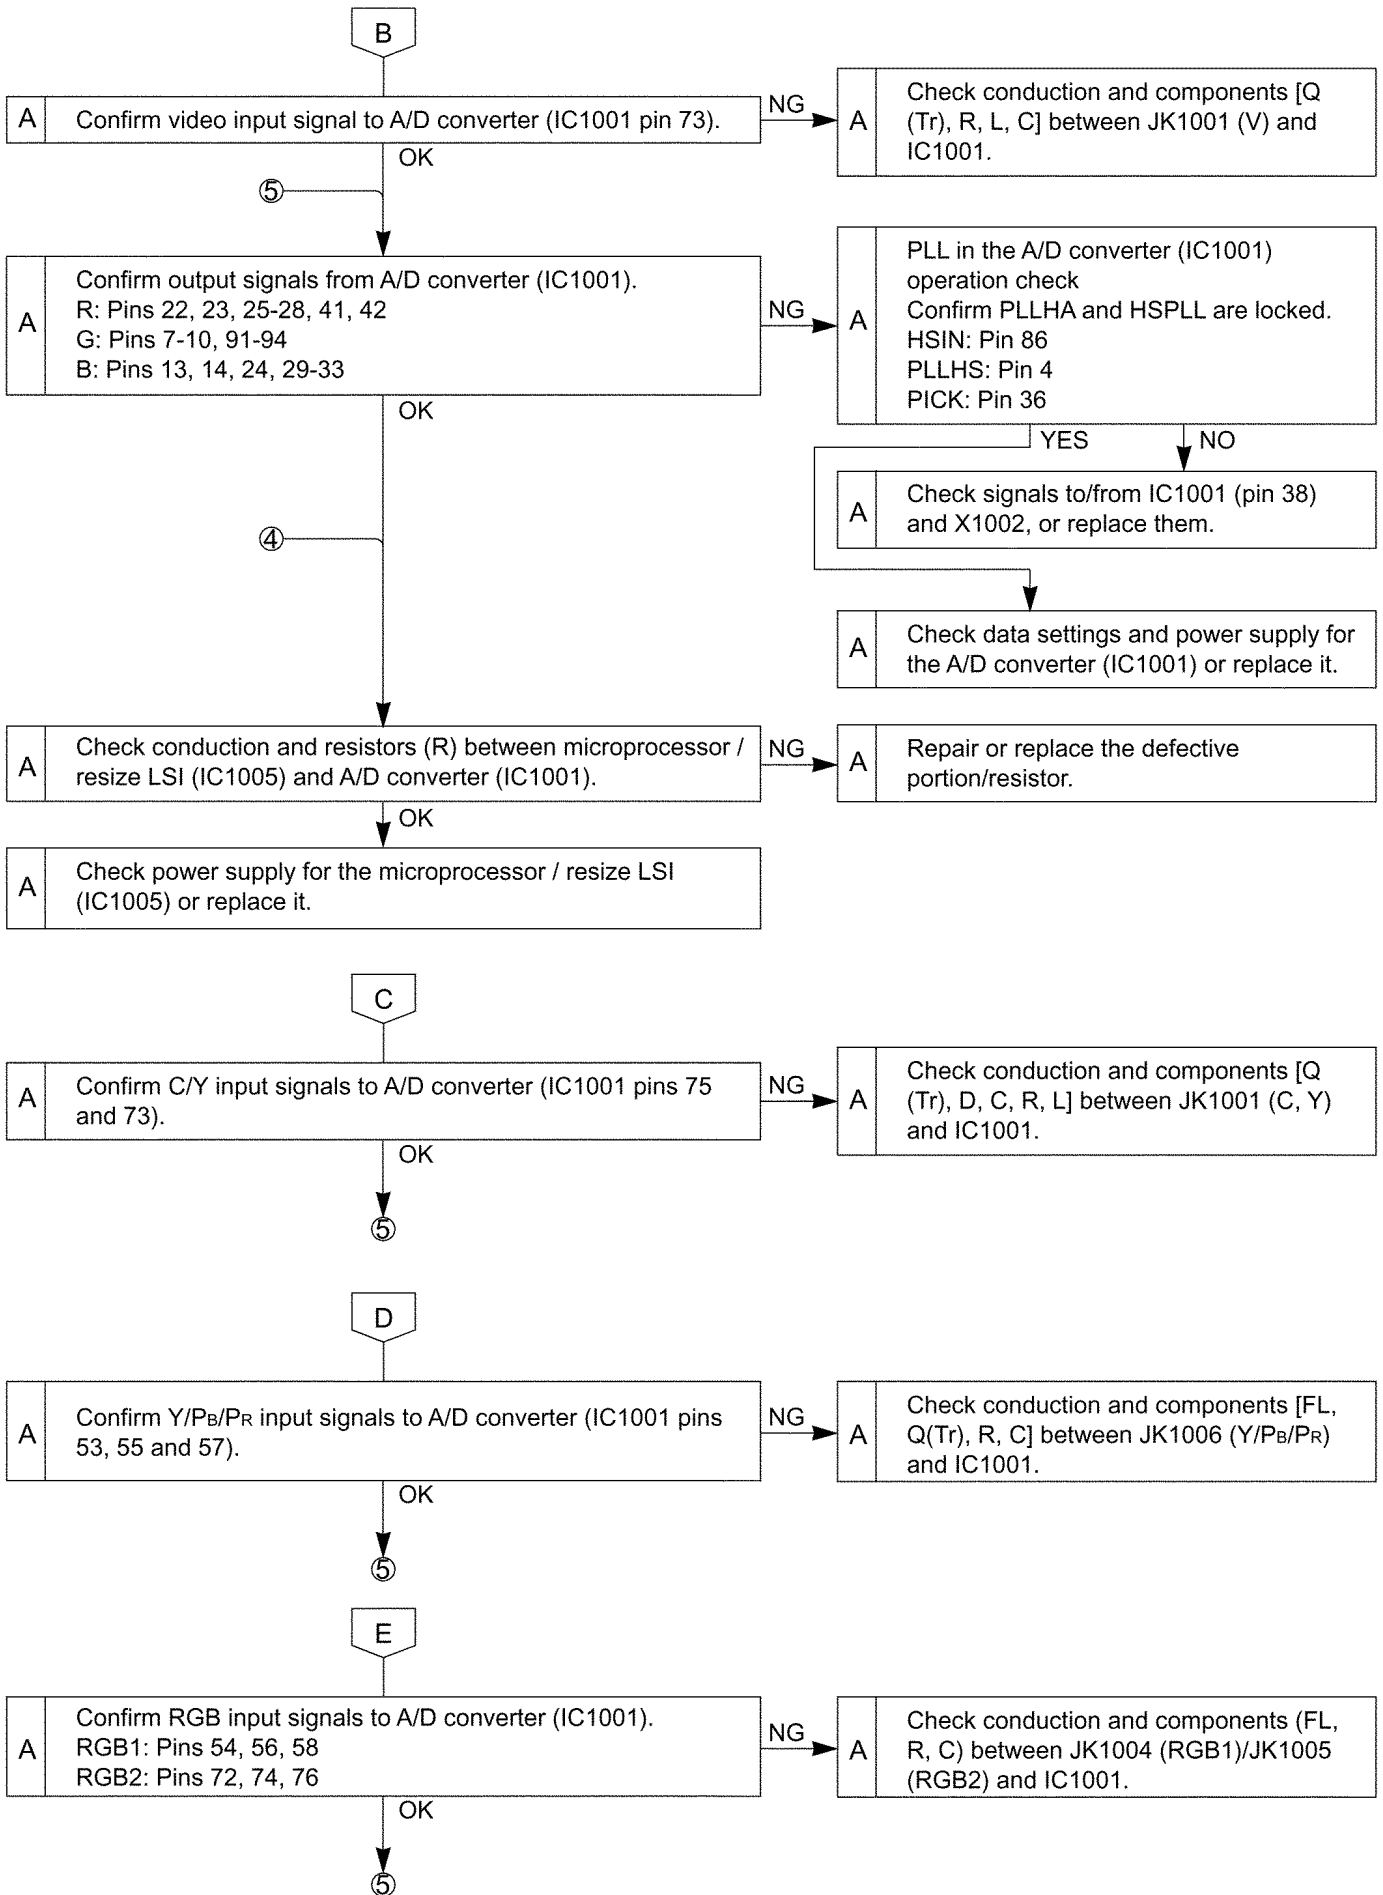 B
A
Confirm video input signal to A/D converter (IC1001 pin 73).
NG
A
Check conduction and components [Q
(Tr), R, L, C] between JK1001 (V) and
IC1001.
OK
⑤
A
Confirm output signals from A/D converter (IC1001).
R: Pins 22, 23, 25-28, 41, 42
G: Pins 7-10, 91-94
B: Pins 13, 14, 24, 29-33
NG
A
PLL in the A/D converter (IC1001)
operation check
Confirm PLLHA and HSPLL are locked.
HSIN: Pin 86
PLLHS: Pin 4
PICK: Pin 36
OK
YES
NO
A
Check signals to/from IC1001 (pin 38)
and X1002, or replace them.
④
A
Check data settings and power supply for
the A/D converter (IC1001) or replace it.
A
Check conduction and resistors (R) between microprocessor /
resize LSI (IC1005) and A/D converter (IC1001).
NG
A
Repair or replace the defective
portion/resistor.
OK
A
Check power supply for the microprocessor / resize LSI
(IC1005) or replace it.
C
A
Confirm C/Y input signals to A/D converter (IC1001 pins 75
and 73).
NG
A
Check conduction and components [Q
(Tr), D, C, R, L] between JK1001 (C, Y)
and IC1001.
OK
⑤
D
A
Confirm Y/PB/PR input signals to A/D converter (IC1001 pins
53, 55 and 57).
NG
A
Check conduction and components [FL,
Q(Tr), R, C] between JK1006 (Y/PB/PR)
and IC1001.
OK
⑤
E
A
Confirm RGB input signals to A/D converter (IC1001).
RGB1: Pins 54, 56, 58
RGB2: Pins 72, 74, 76
NG
A
Check conduction and components (FL,
R, C) between JK1004 (RGB1)/JK1005
(RGB2) and IC1001.
OK
⑤